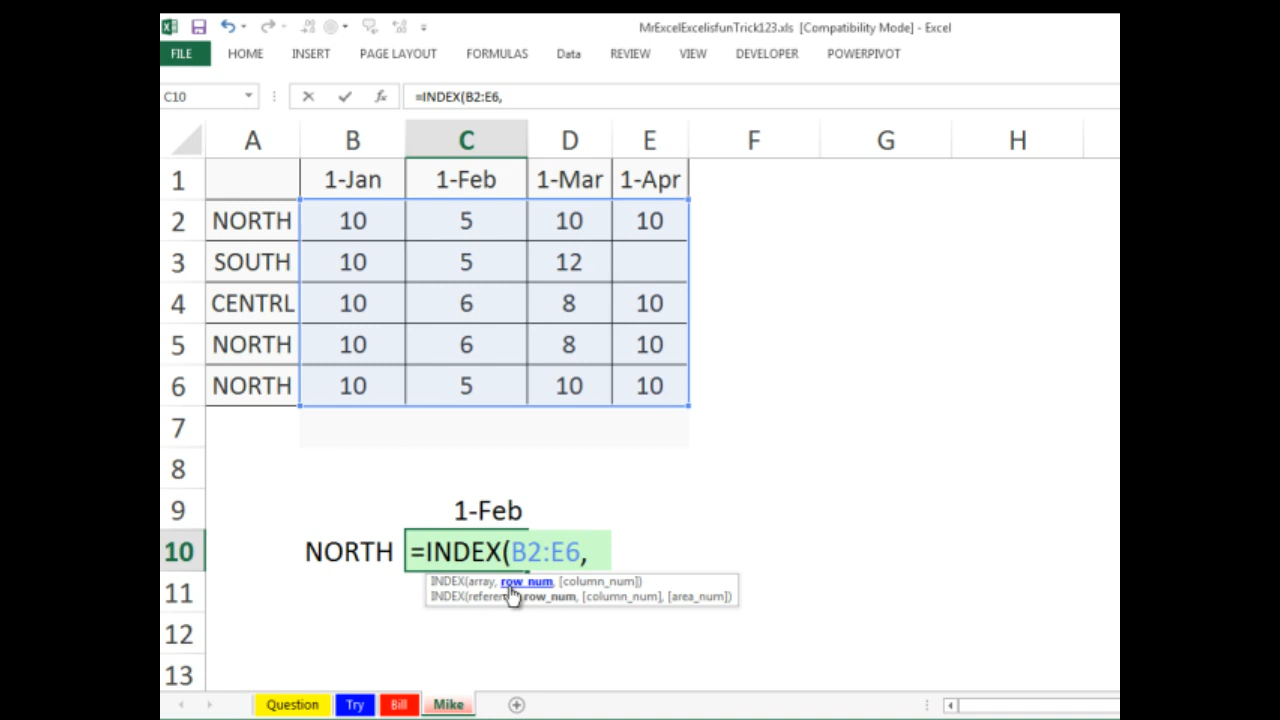 MrExcelExcelisfunTrick123.xls [Compatibility Mode] - Excel
FILE HOME INSERT PAGE LAYOUT FORMULAS Data REVIEW VIEW DEVELOPER POWERPIVOT
C10 fx =INDEX(B2:E6,
A B C D E F G H
1 1-Jan 1-Feb 1-Mar 1-Apr
2 NORTH 10 5 10 10
3 SOUTH 10 5 12
4 CENTRL 10 6 8 10
5 NORTH 10 6 8 10
6 NORTH 10 5 10 10
7
8
9 1-Feb
10 NORTH =INDEX(B2:E6,
INDEX(array, row_num, [column_num])
11 INDEX(refere row_num, [column_num], [area_num])
12
13
Question Try Bill Mike